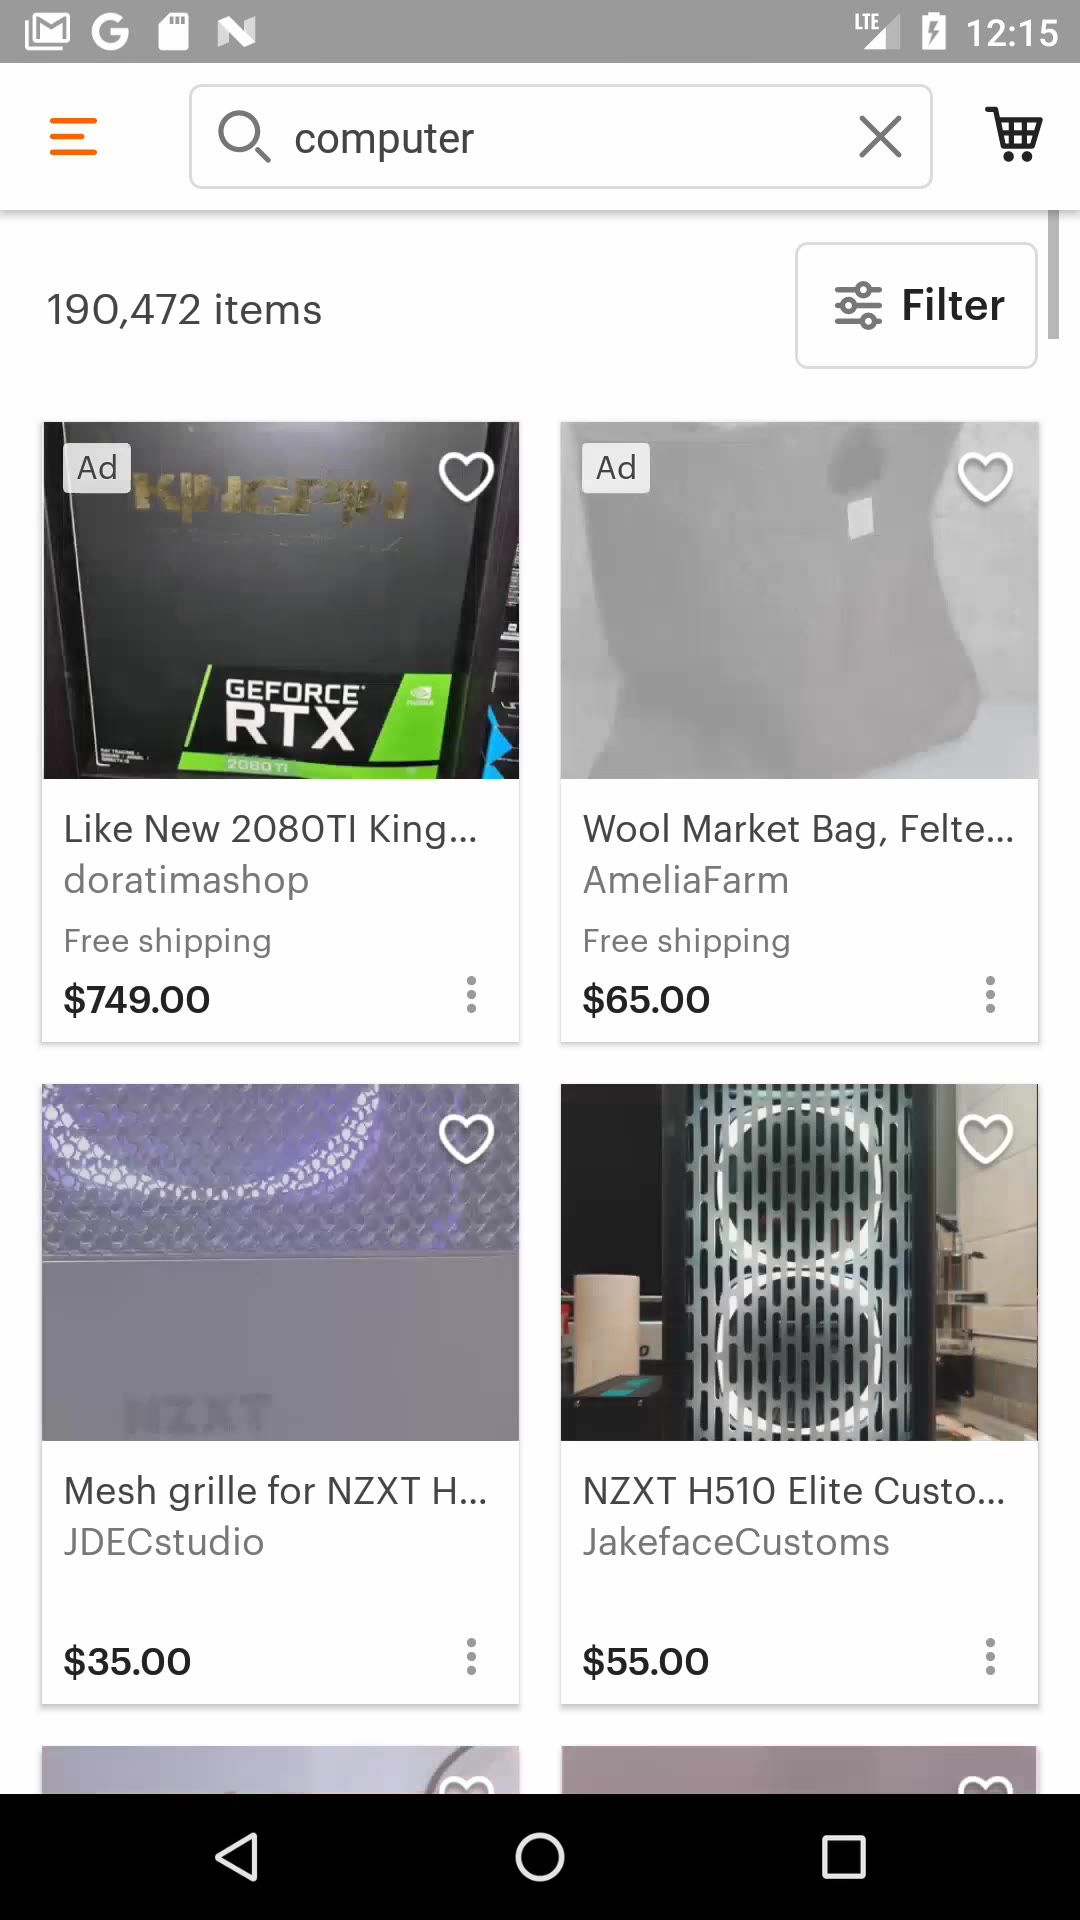 12:15
LTE
computer
190,472 items
Filter
Ad
KINGPIN
GEFORCE
RTX
2080 TI
Like New 2080TI King...
doratimashop
Free shipping
$749.00
Ad
Wool Market Bag, Felte...
AmeliaFarm
Free shipping
$65.00
NZXT
Mesh grille for NZXT H...
JDECstudio
$35.00
NZXT H510 Elite Custo...
JakefaceCustoms
$55.00